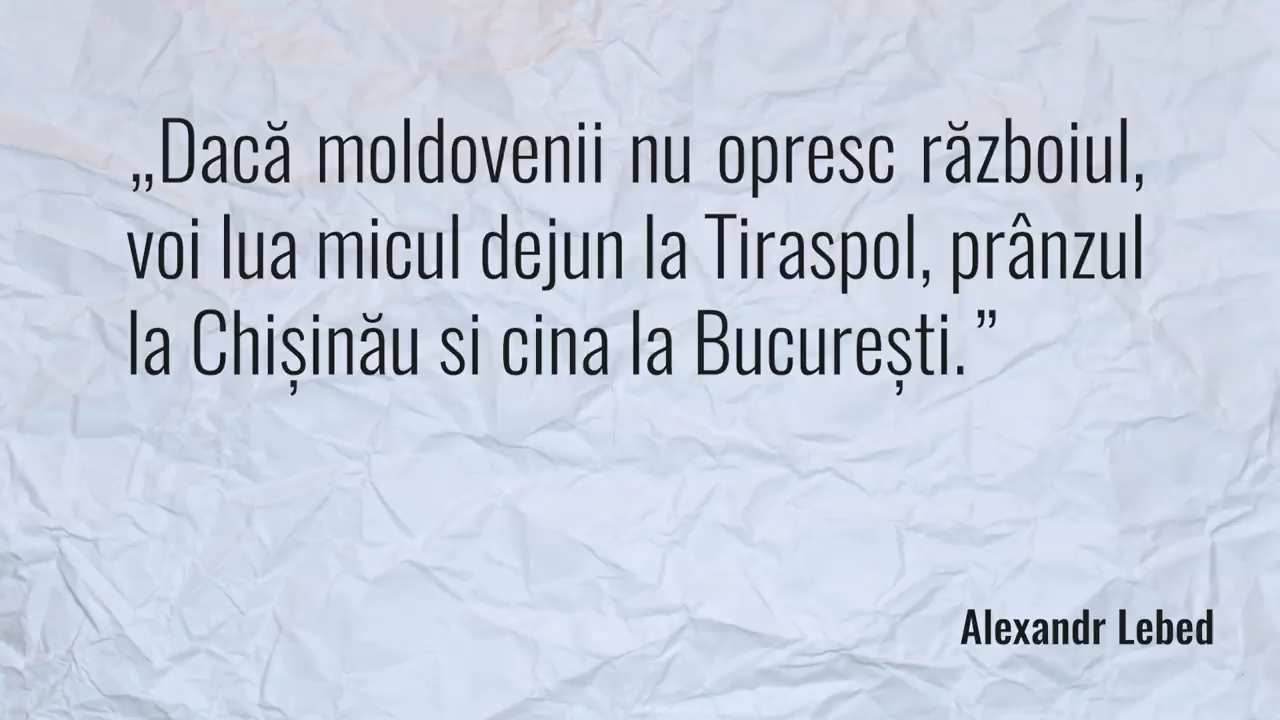 „Dacă moldovenii nu opresc războiul,
voi lua micul dejun la Tiraspol, prânzul
la Chișinău si cina la București.”
Alexandr Lebed